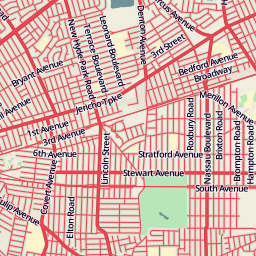 Denton Avenue
Leonard Boulevard
Terrace Boulevard
New Hyde Park Road
3rd Street
Bryant Avenue
Bedford Avenue
Broadway
Jericho Tpke
Merillon Avenue
1st Avenue
3rd Avenue
6th Avenue
Lincoln Street
Roxbury Road
Nassau Boulevard
Brixton Road
Brompton Road
Hampton Road
Stratford Avenue
Stewart Avenue
South Avenue
Covert Avenue
Elton Road
Tulip Avenue